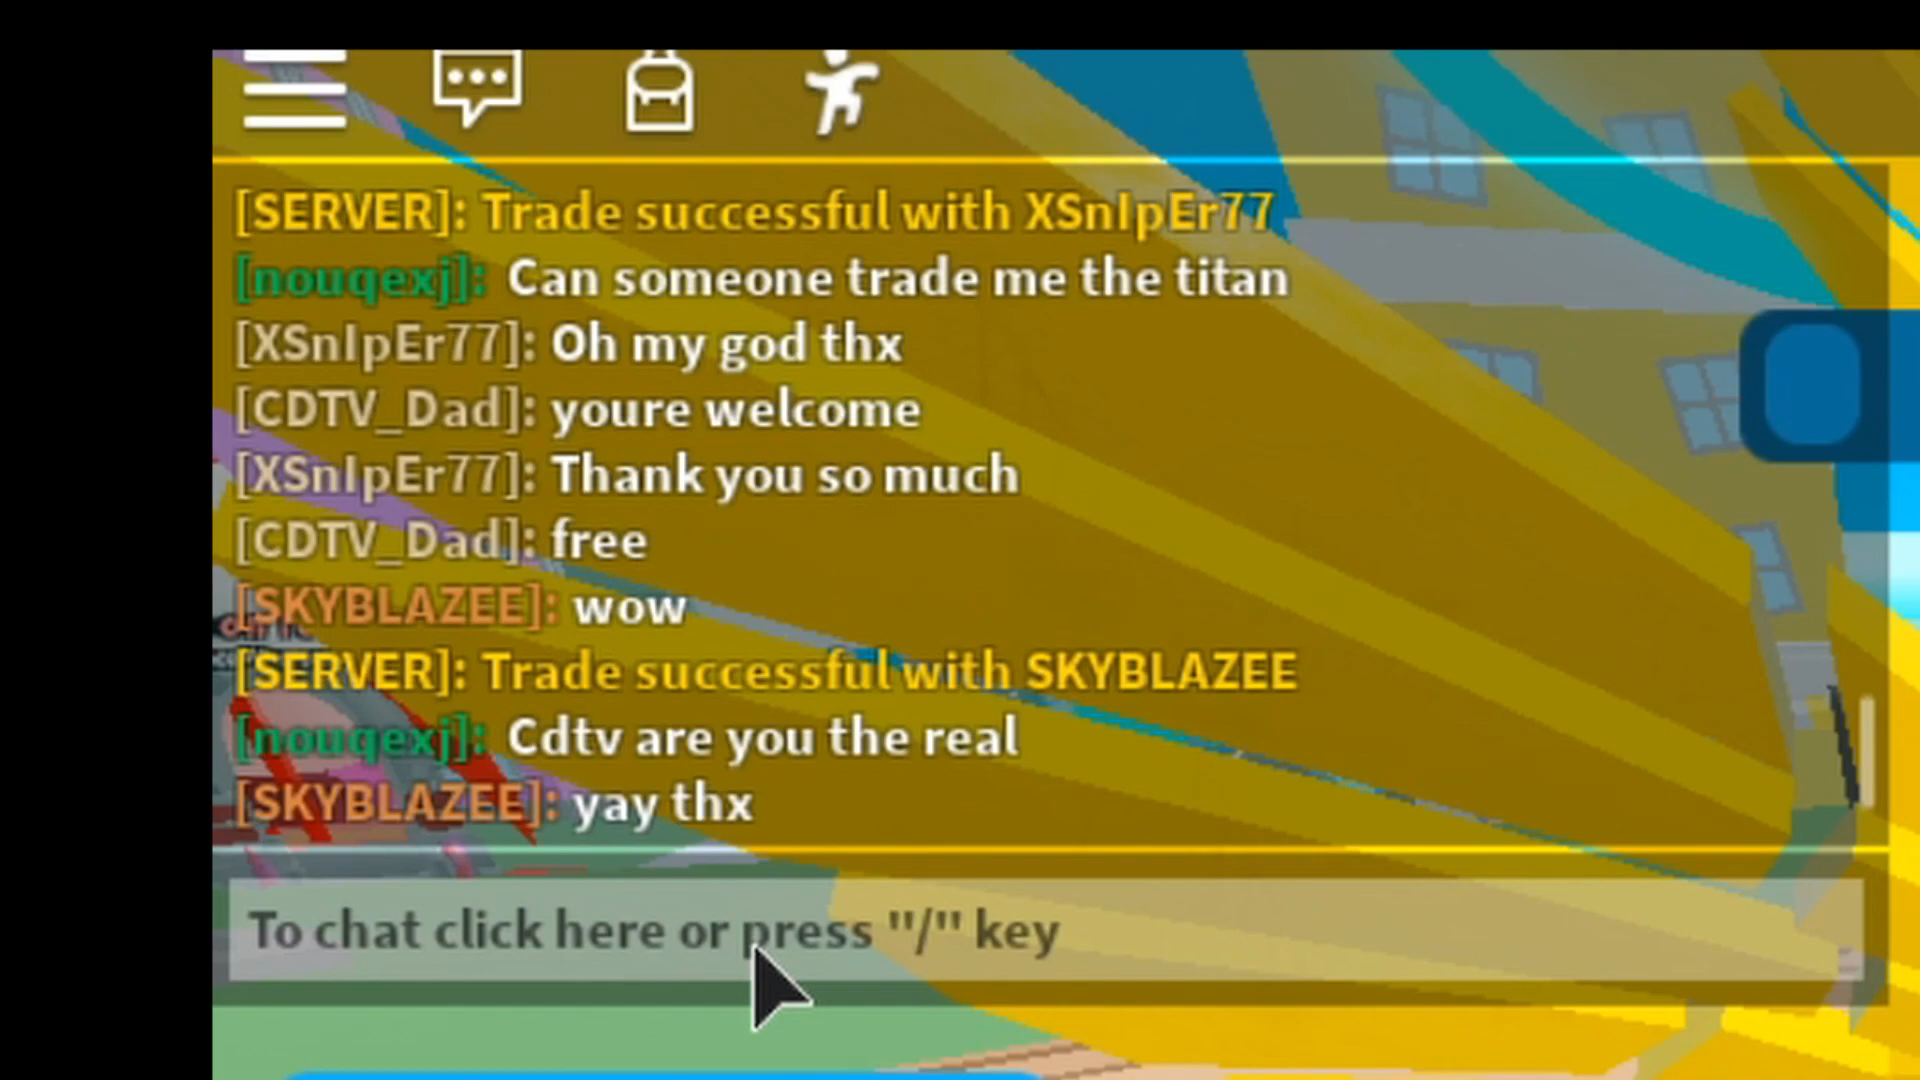 [SERVER]: Trade successful with XSnIpEr77
[nouqexj]: Can someone trade me the titan
[XSnIpEr77]: Oh my god thx
[CDTV_Dad]: youre welcome
[XSnIpEr77]: Thank you so much
[CDTV_Dad]: free
[SKYBLAZEE]: wow
[SERVER]: Trade successful with SKYBLAZEE
[nouqexj]: Cdtv are you the real
[SKYBLAZEE]: yay thx
To chat click here or press "/" key